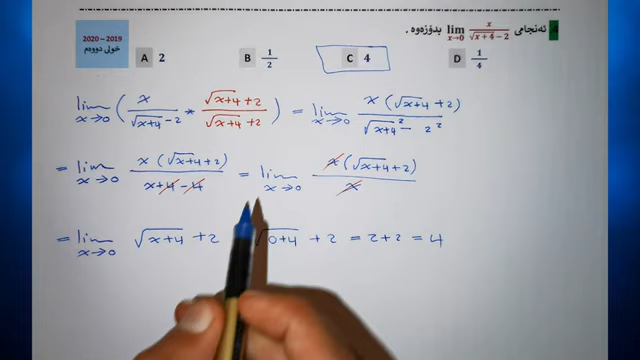 4. ئەنجامی lim x→0 x/(√(x+4) − 2) بدۆزەوە .
2020 – 2019
خولی دووەم
A 2 B 1/2 C 4 D 1/4
lim x→0 ( x/(√(x+4) − 2) * (√(x+4) + 2)/(√(x+4) + 2) ) = lim x→0 x(√(x+4) + 2)/(√(x+4)² − 2²)
= lim x→0 x(√(x+4) + 2)/(x+4−4) = lim x→0 x(√(x+4) + 2)/x
= lim x→0 √(x+4) + 2 √(0+4) + 2 = 2+2 = 4